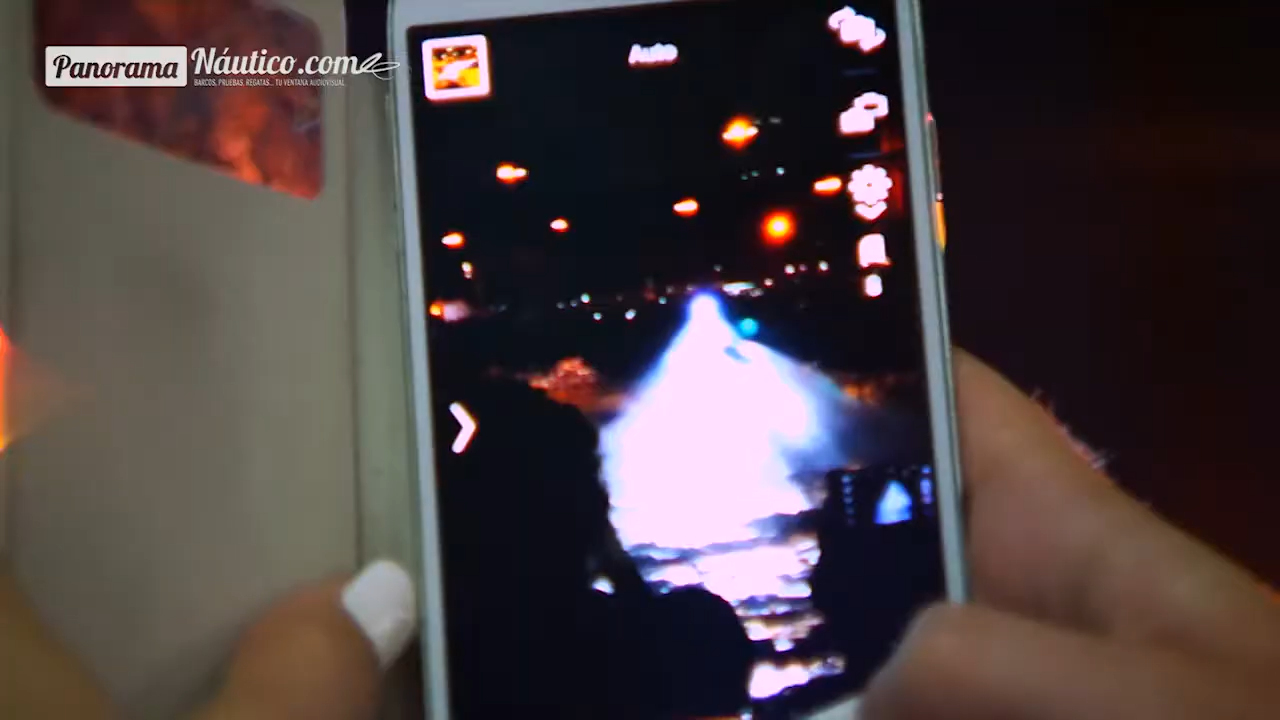 Panorama Náutico.com
BARCOS, PRUEBAS, REGATAS... TU VENTANA AUDIOVISUAL
Auto